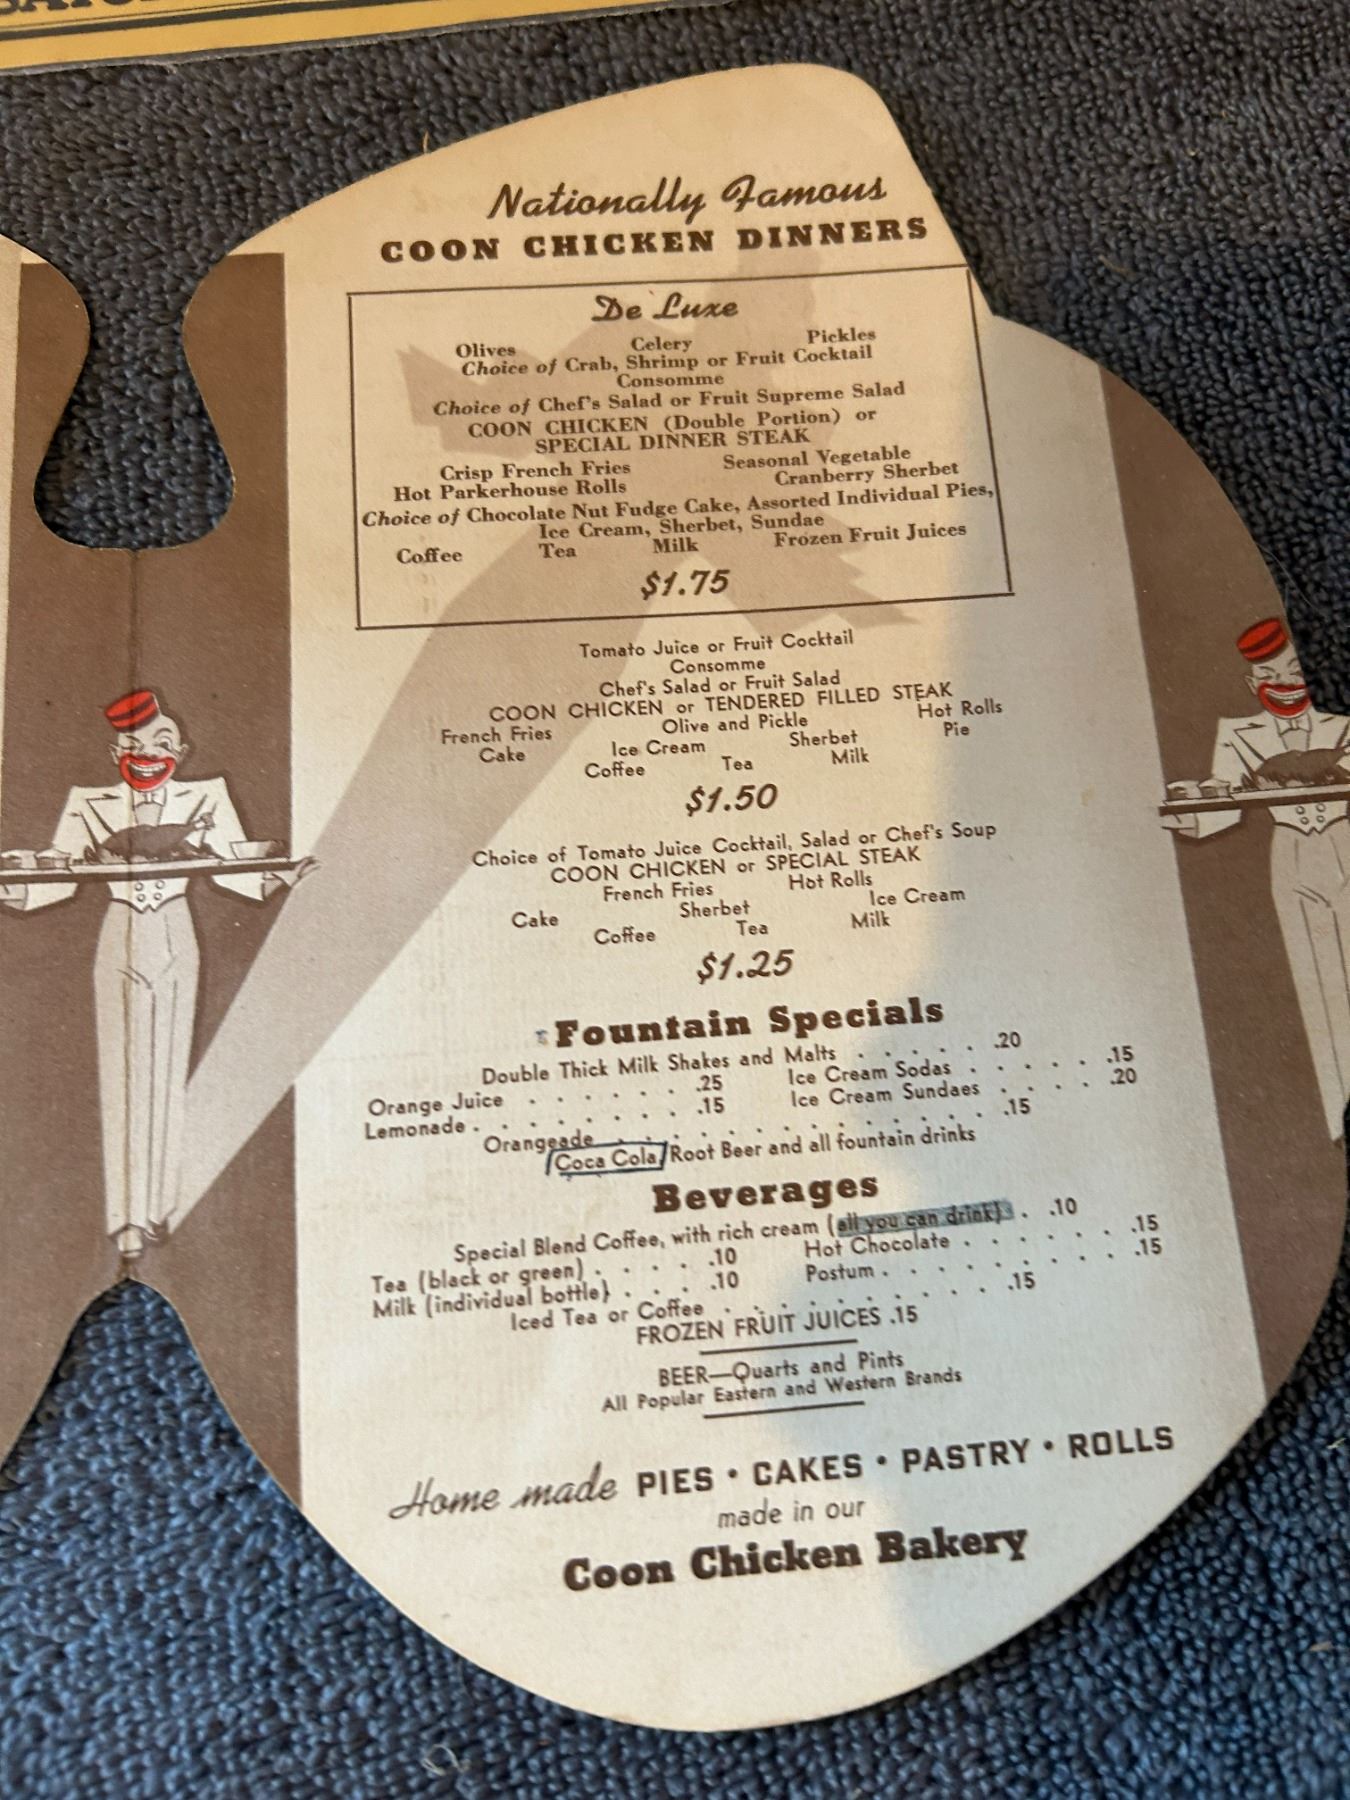 Nationally Famous
COON CHICKEN DINNERS
De Luxe
Olives Celery Pickles
Choice of Crab, Shrimp or Fruit Cocktail
Consomme
Choice of Chef's Salad or Fruit Supreme Salad
COON CHICKEN (Double Portion) or
SPECIAL DINNER STEAK
Crisp French Fries Seasonal Vegetable
Hot Parkerhouse Rolls Cranberry Sherbet
Choice of Chocolate Nut Fudge Cake, Assorted Individual Pies,
Ice Cream, Sherbet, Sundae
Coffee Tea Milk Frozen Fruit Juices
$1.75
Tomato Juice or Fruit Cocktail
Consomme
Chef's Salad or Fruit Salad
COON CHICKEN or TENDERED FILLED STEAK
French Fries Olive and Pickle Hot Rolls
Cake Ice Cream Sherbet Pie
Coffee Tea Milk
$1.50
Choice of Tomato Juice Cocktail, Salad or Chef's Soup
COON CHICKEN or SPECIAL STEAK
French Fries Hot Rolls
Cake Sherbet Ice Cream
Coffee Tea Milk
$1.25
Fountain Specials
Double Thick Milk Shakes and Malts . . . . . .20
Orange Juice . . . . . . .25 Ice Cream Sodas . . . . . .15
Lemonade . . . . . . . .15 Ice Cream Sundaes . . . . .20
Orangeade . . . . . . . . . . . . . .15
Coca Cola, Root Beer and all fountain drinks
Beverages
Special Blend Coffee, with rich cream (all you can drink) . .10
Tea (black or green) . . . . .10 Hot Chocolate . . . . . . .15
Milk (individual bottle) . . . .10 Postum . . . . . . . . . .15
Iced Tea or Coffee . . . . . . . . . . .15
FROZEN FRUIT JUICES .15
BEER—Quarts and Pints
All Popular Eastern and Western Brands
Home made PIES • CAKES • PASTRY • ROLLS
made in our
Coon Chicken Bakery